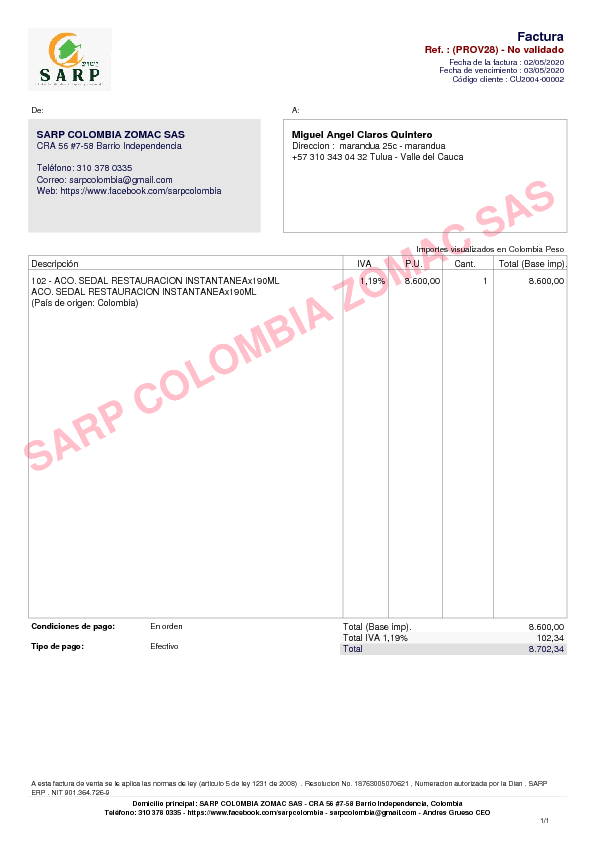 SARP
Factura
Ref. : (PROV28) - No validado
Fecha de la factura : 02/05/2020
Fecha de vencimiento : 03/05/2020
Código cliente : CU2004-00002
De:
SARP COLOMBIA ZOMAC SAS
CRA 56 #7-58 Barrio Independencia
Teléfono: 310 378 0335
Correo: sarpcolombia@gmail.com
Web: https://www.facebook.com/sarpcolombia
A:
Miguel Angel Claros Quintero
Direccion : marandua 25c - marandua
+57 310 343 04 32 Tulua - Valle del Cauca
Importes visualizados en Colombia Peso
Descripción IVA P.U. Cant. Total (Base imp).
102 - ACO. SEDAL RESTAURACION INSTANTANEAx190ML 1,19% 8.600,00 1 8.600,00
ACO. SEDAL RESTAURACION INSTANTANEAx190ML
(País de origen: Colombia)
SARP COLOMBIA ZOMAC SAS
Condiciones de pago: En orden
Tipo de pago: Efectivo
Total (Base imp). 8.600,00
Total IVA 1,19% 102,34
Total 8.702,34
A esta factura de venta se le aplica las normas de ley (articulo 5 de ley 1231 de 2008) . Resolucion No. 18763005070621 , Numeracion autorizada por la Dian . SARP
ERP . NIT 901.364.726-9
Domicilio principal: SARP COLOMBIA ZOMAC SAS - CRA 56 #7-58 Barrio Independencia, Colombia
Teléfono: 310 378 0335 - https://www.facebook.com/sarpcolombia - sarpcolombia@gmail.com - Andres Grueso CEO
1/1